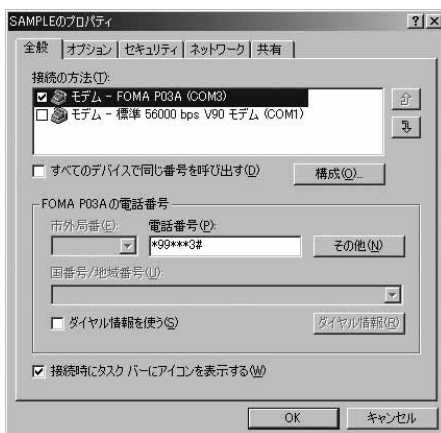 SAMPLEのプロパティ
全般 オプション セキュリティ ネットワーク 共有
接続の方法(T):
モデム - FOMA P03A (COM3)
モデム - 標準 56000 bps V90 モデム (COM1)
すべてのデバイスで同じ番号を呼び出す(D)
構成(O)...
FOMA P03Aの電話番号
市外局番(E): 電話番号(P):
*99***3# その他(N)
国番号/地域番号(U):
ダイヤル情報を使う(S) ダイヤル情報(R)
接続時にタスク バーにアイコンを表示する(W)
OK キャンセル